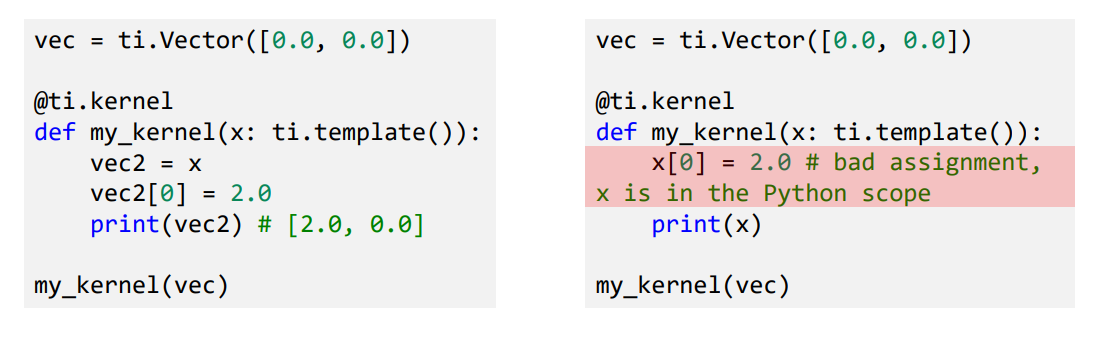 vec = ti.Vector([0.0, 0.0])
@ti.kernel
def my_kernel(x: ti.template()):
    vec2 = x
    vec2[0] = 2.0
    print(vec2) # [2.0, 0.0]
my_kernel(vec)
vec = ti.Vector([0.0, 0.0])
@ti.kernel
def my_kernel(x: ti.template()):
    x[0] = 2.0 # bad assignment,
x is in the Python scope
    print(x)
my_kernel(vec)